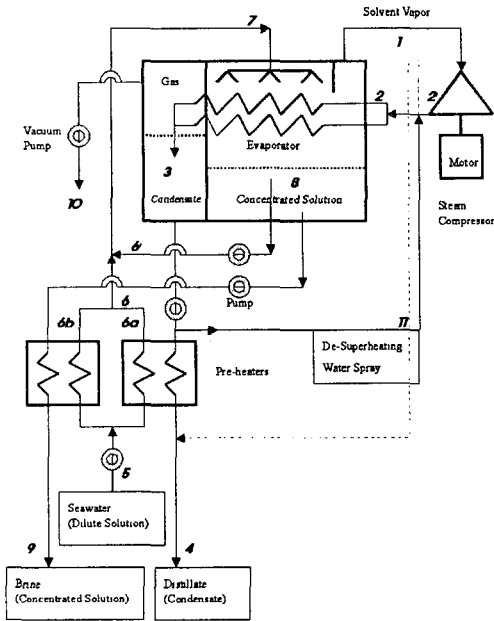 7
Solvent Vapor
1
Gas
2
2
Vacuum
Pump
Evaporator
Motor
3
8
10
Condensate
Concentrated Solution
Steam
Compressor
6'
6
Pump
6b
6a
11
De-Superheating
Water Spray
Pre-heaters
5
Seawater
(Dilute Solution)
9
4
Brine
(Concentrated Solution)
Distillate
(Condensate)